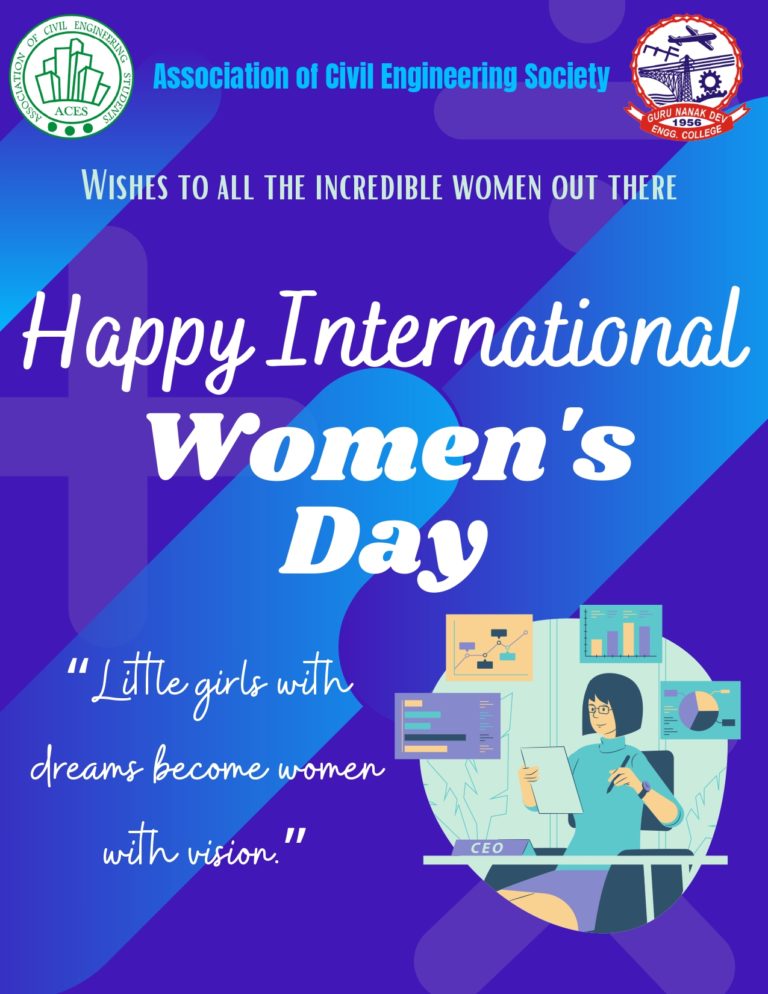 ASSOCIATION OF CIVIL ENGINEERING STUDENTS
ACES
Association of Civil Engineering Society
GURU NANAK DEV
1956
ENGG. COLLEGE
WISHES TO ALL THE INCREDIBLE WOMEN OUT THERE
Happy International
Women's
Day
“Little girls with
dreams become women
with vision.”
CEO